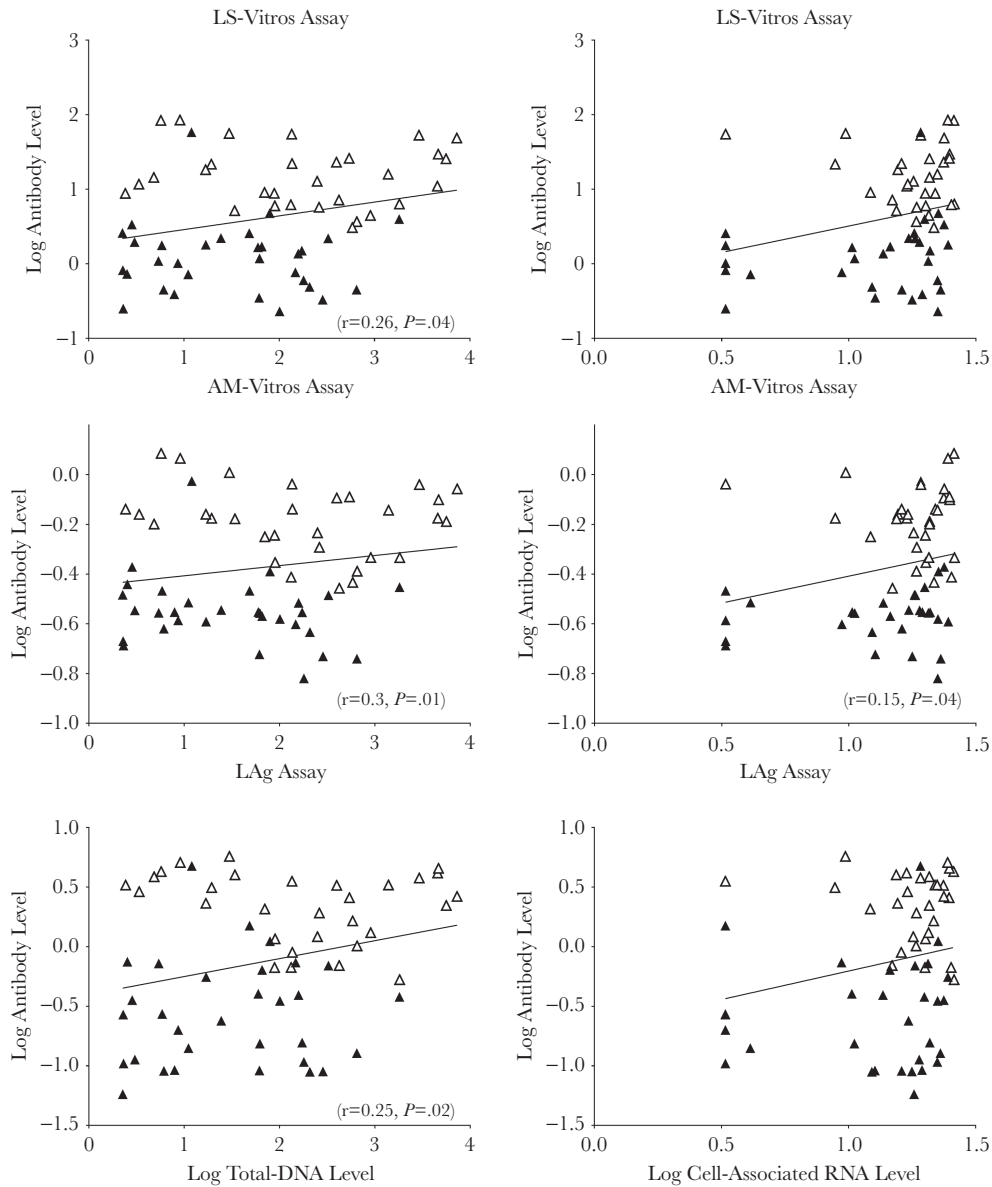 LS-Vitros Assay
3
2
1
0
−1
Log Antibody Level
0 1 2 3 4
(r=0.26, P=.04)
LS-Vitros Assay
3
2
1
0
−1
Log Antibody Level
0.0 0.5 1.0 1.5
AM-Vitros Assay
0.0
−0.2
−0.4
−0.6
−0.8
−1.0
Log Antibody Level
0 1 2 3 4
(r=0.3, P=.01)
AM-Vitros Assay
0.0
−0.2
−0.4
−0.6
−0.8
−1.0
Log Antibody Level
0.0 0.5 1.0 1.5
(r=0.15, P=.04)
LAg Assay
1.0
0.5
0.0
−0.5
−1.0
−1.5
Log Antibody Level
0 1 2 3 4
(r=0.25, P=.02)
Log Total-DNA Level
LAg Assay
1.0
0.5
0.0
−0.5
−1.0
−1.5
Log Antibody Level
0.0 0.5 1.0 1.5
Log Cell-Associated RNA Level